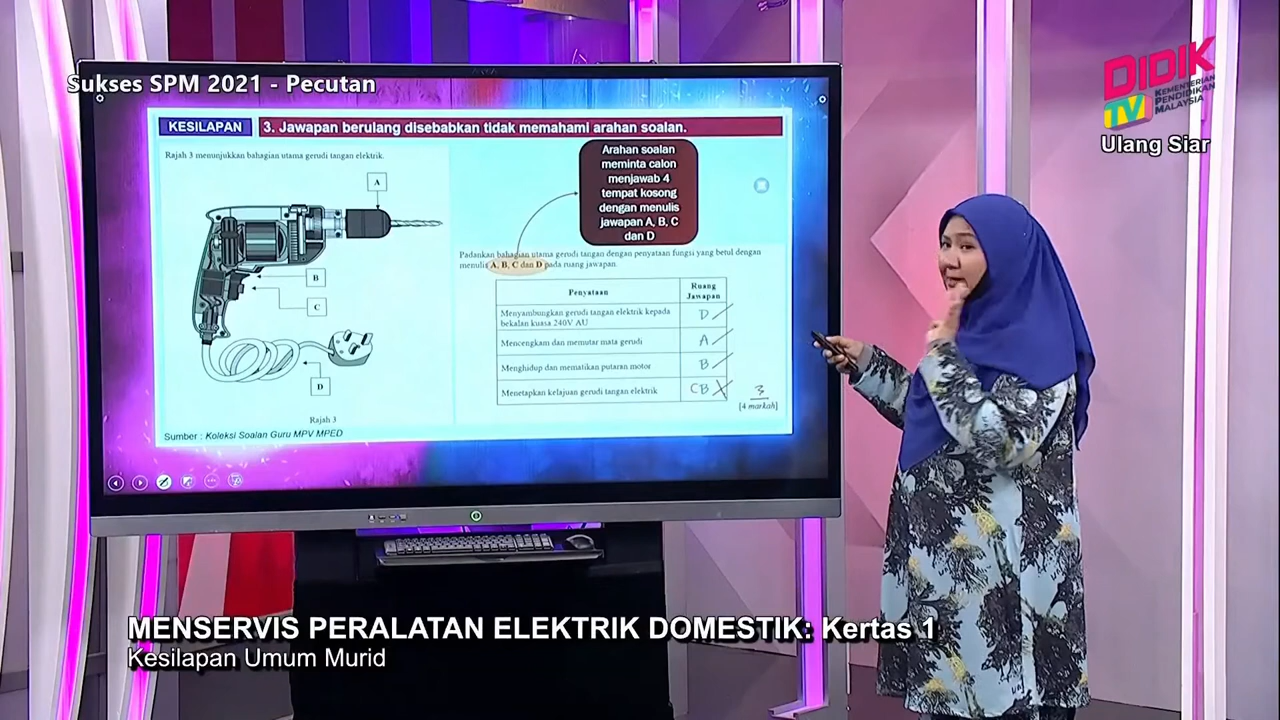 Sukses SPM 2021 - Pecutan
DIDIK
TV
KEMENTERIAN
PENDIDIKAN
MALAYSIA
Ulang Siar
KESILAPAN
3. Jawapan berulang disebabkan tidak memahami arahan soalan.
Rajah 3 menunjukkan bahagian utama gerudi tangan elektrik.
A
B
C
D
Rajah 3
Sumber : Koleksi Soalan Guru MPV MPED
Arahan soalan
meminta calon
menjawab 4
tempat kosong
dengan menulis
jawapan A, B, C
dan D
Padankan bahagian utama gerudi tangan dengan penyataan fungsi yang betul dengan
menulis A, B, C dan D pada ruang jawapan.
Penyataan
Ruang
Jawapan
Menyambungkan gerudi tangan elektrik kepada
bekalan kuasa 240V AU
D
Mencengkam dan memutar mata gerudi
A
Menghidup dan mematikan putaran motor
B
Menetapkan kelajuan gerudi tangan elektrik
CB
3
[4 markah]
MENSERVIS PERALATAN ELEKTRIK DOMESTIK: Kertas 1
Kesilapan Umum Murid